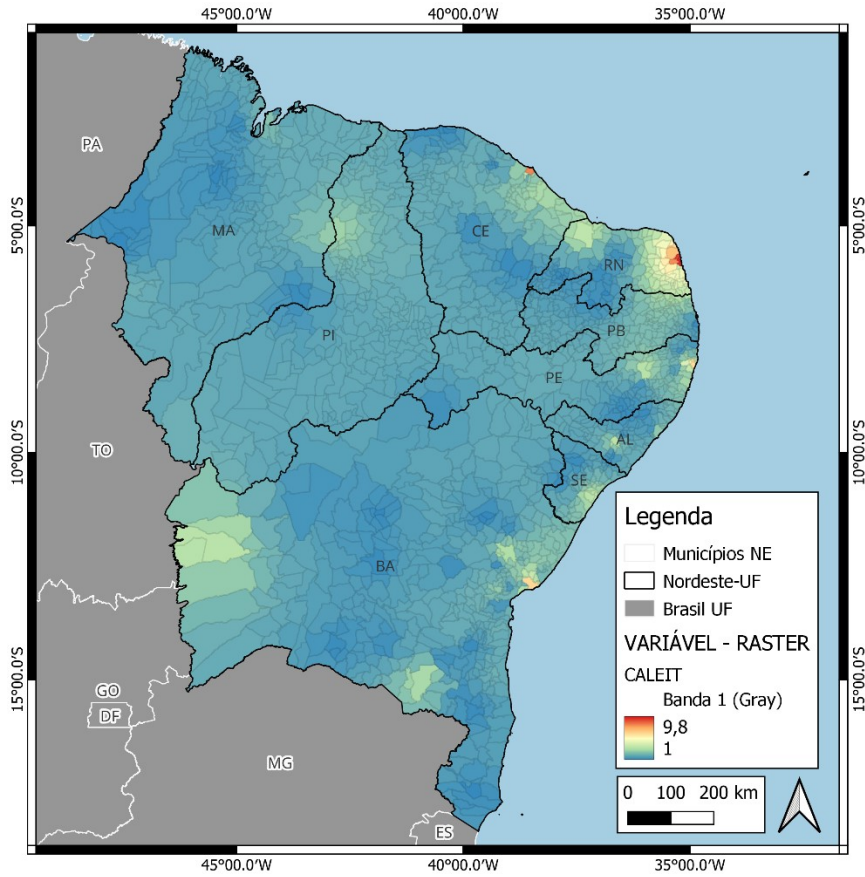 45°00.0'W 40°00.0'W 35°00.0'W
PA
5°00.0'S MA CE 5°00.0'S
RN
PI PB
PE
AL
10°00.0'S TO SE 10°00.0'S
BA
Legenda
Municípios NE
Nordeste-UF
Brasil UF
VARIÁVEL - RASTER
CALEIT
Banda 1 (Gray)
9,8
1
15°00.0'S GO 15°00.0'S
DF
MG
ES
0 100 200 km
45°00.0'W 40°00.0'W 35°00.0'W